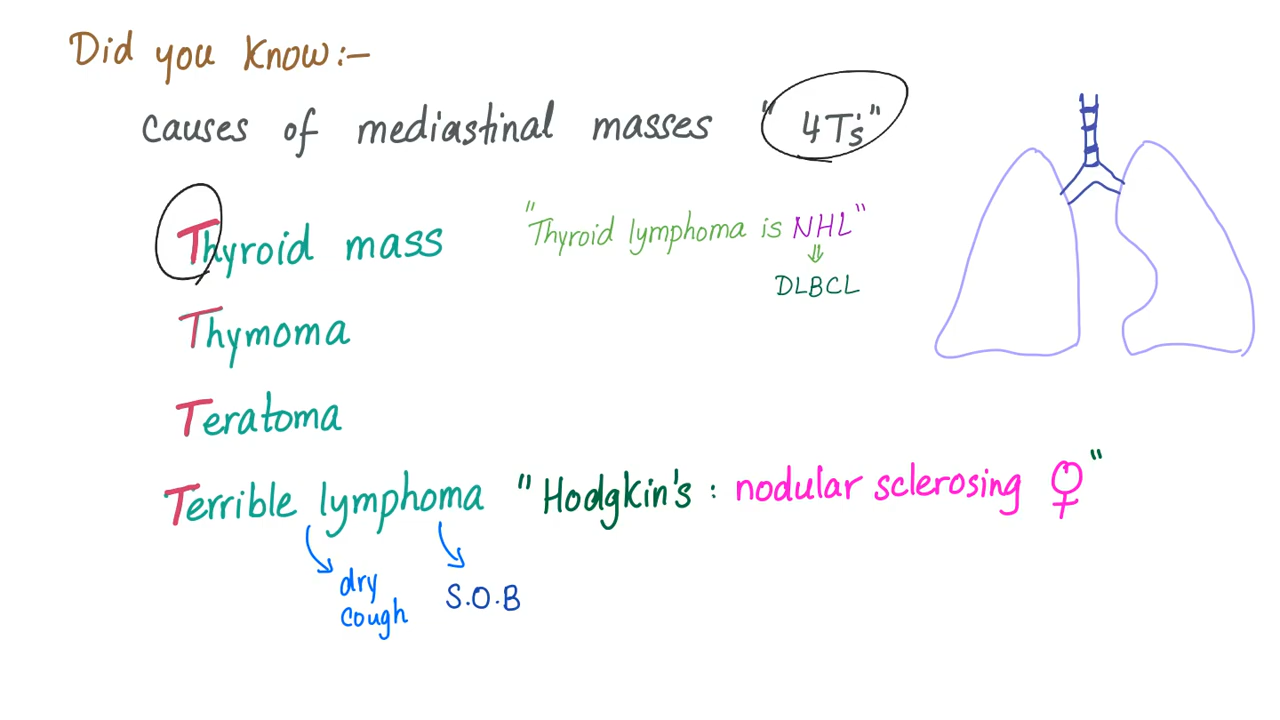 Did you know:-
causes of mediastinal masses "4T's"
Thyroid mass "Thyroid lymphoma is NHL"
DLBCL
Thymoma
Teratoma
Terrible lymphoma "Hodgkin's: nodular sclerosing ♀"
dry cough
S.O.B